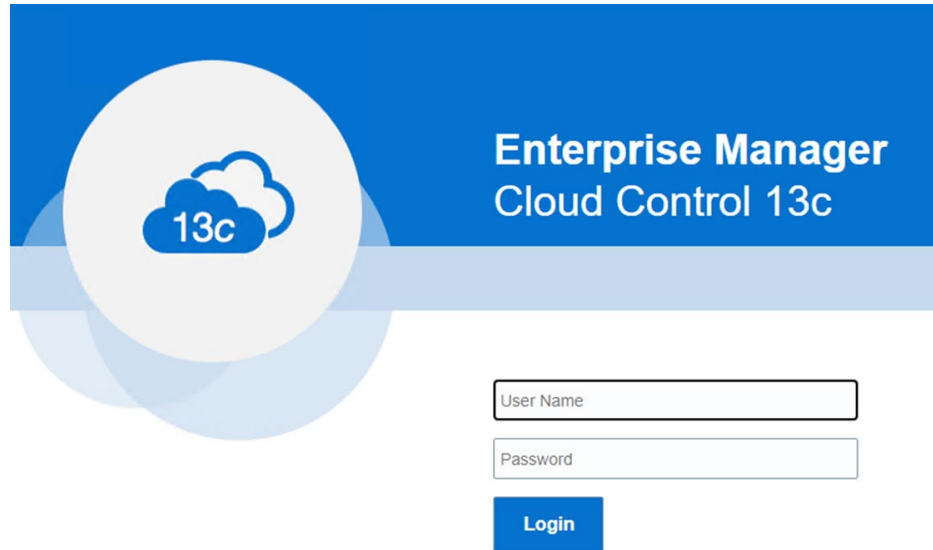 13c
Enterprise Manager
Cloud Control 13c
User Name
Password
Login